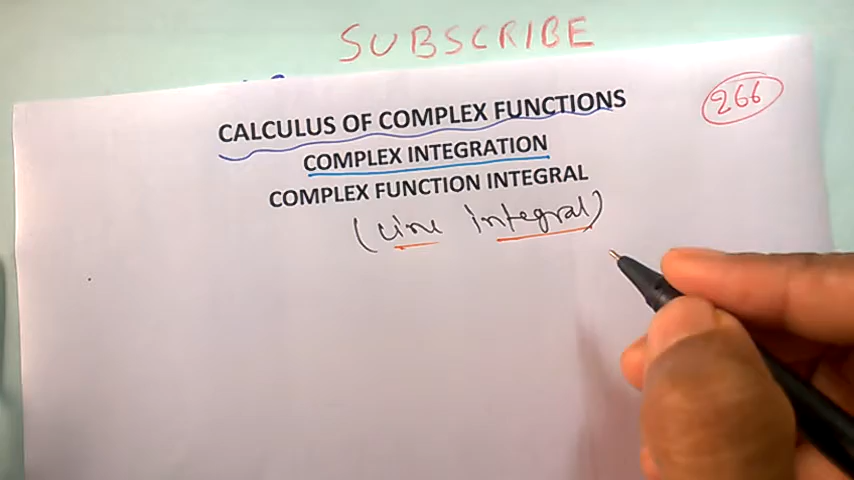 SUBSCRIBE
CALCULUS OF COMPLEX FUNCTIONS
266
COMPLEX INTEGRATION
COMPLEX FUNCTION INTEGRAL
(Line integral)